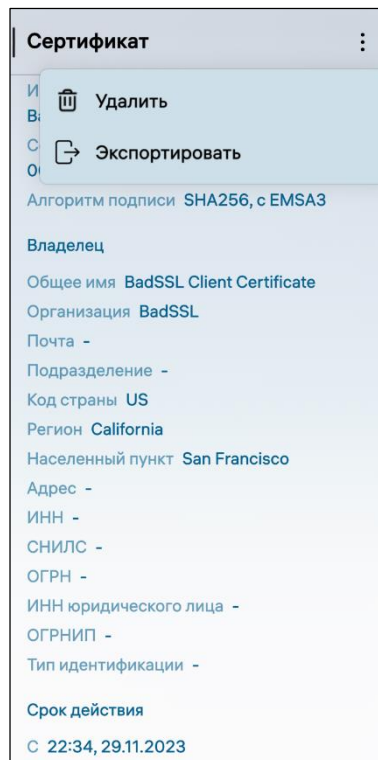 Сертификат
Удалить
Экспортировать
Алгоритм подписи SHA256, с EMSA3
Владелец
Общее имя BadSSL Client Certificate
Организация BadSSL
Почта -
Подразделение -
Код страны US
Регион California
Населенный пункт San Francisco
Адрес -
ИНН -
СНИЛС -
ОГРН -
ИНН юридического лица -
ОГРНИП -
Тип идентификации -
Срок действия
С 22:34, 29.11.2023